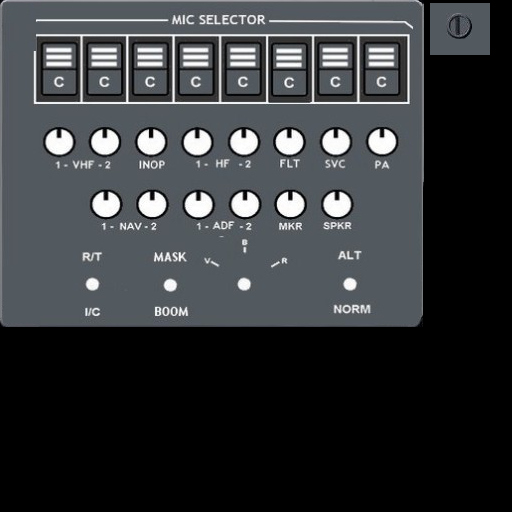 MIC SELECTOR
C C C C C C C C
1 - VHF - 2 INOP 1 - HF - 2 FLT SVC PA
1 - NAV - 2 1 - ADF - 2 MKR SPKR
B
R/T MASK V R ALT
I/C BOOM NORM